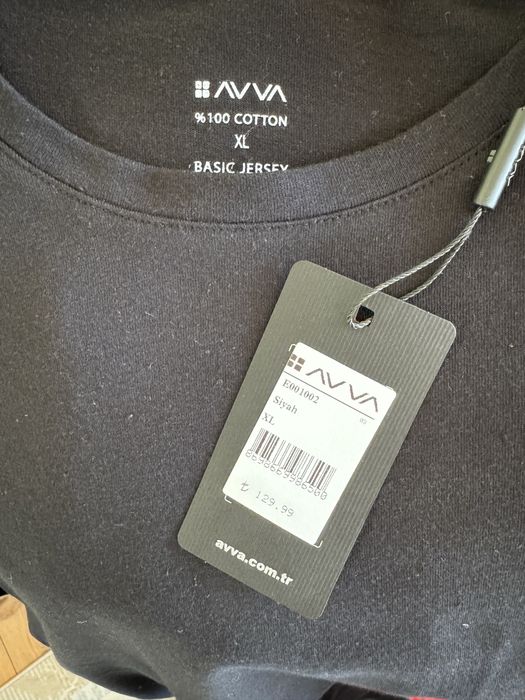 AVVA
%100 COTTON
XL
BASIC JERSEY
AVVA
E001002
Siyah
XL
₺ 129.99
avva.com.tr